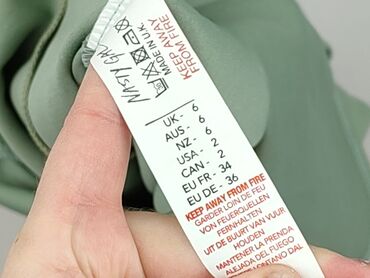 NASTY GAL
MADE IN U.K
KEEP AWAY
FROM FIRE
UK - 6
AUS - 6
NZ - 6
USA - 2
CAN - 2
EU FR - 34
EU DE - 36
KEEP AWAY FROM FIRE
GARDER LOIN DE FEU
VON FEUERQUELLEN
FERNHALTEN
UIT DE BUURT VAN VUUR
HOUDEN
MANTENER LA PRENDA
ALEJADA DEL FUEGO
LONTANO DAL